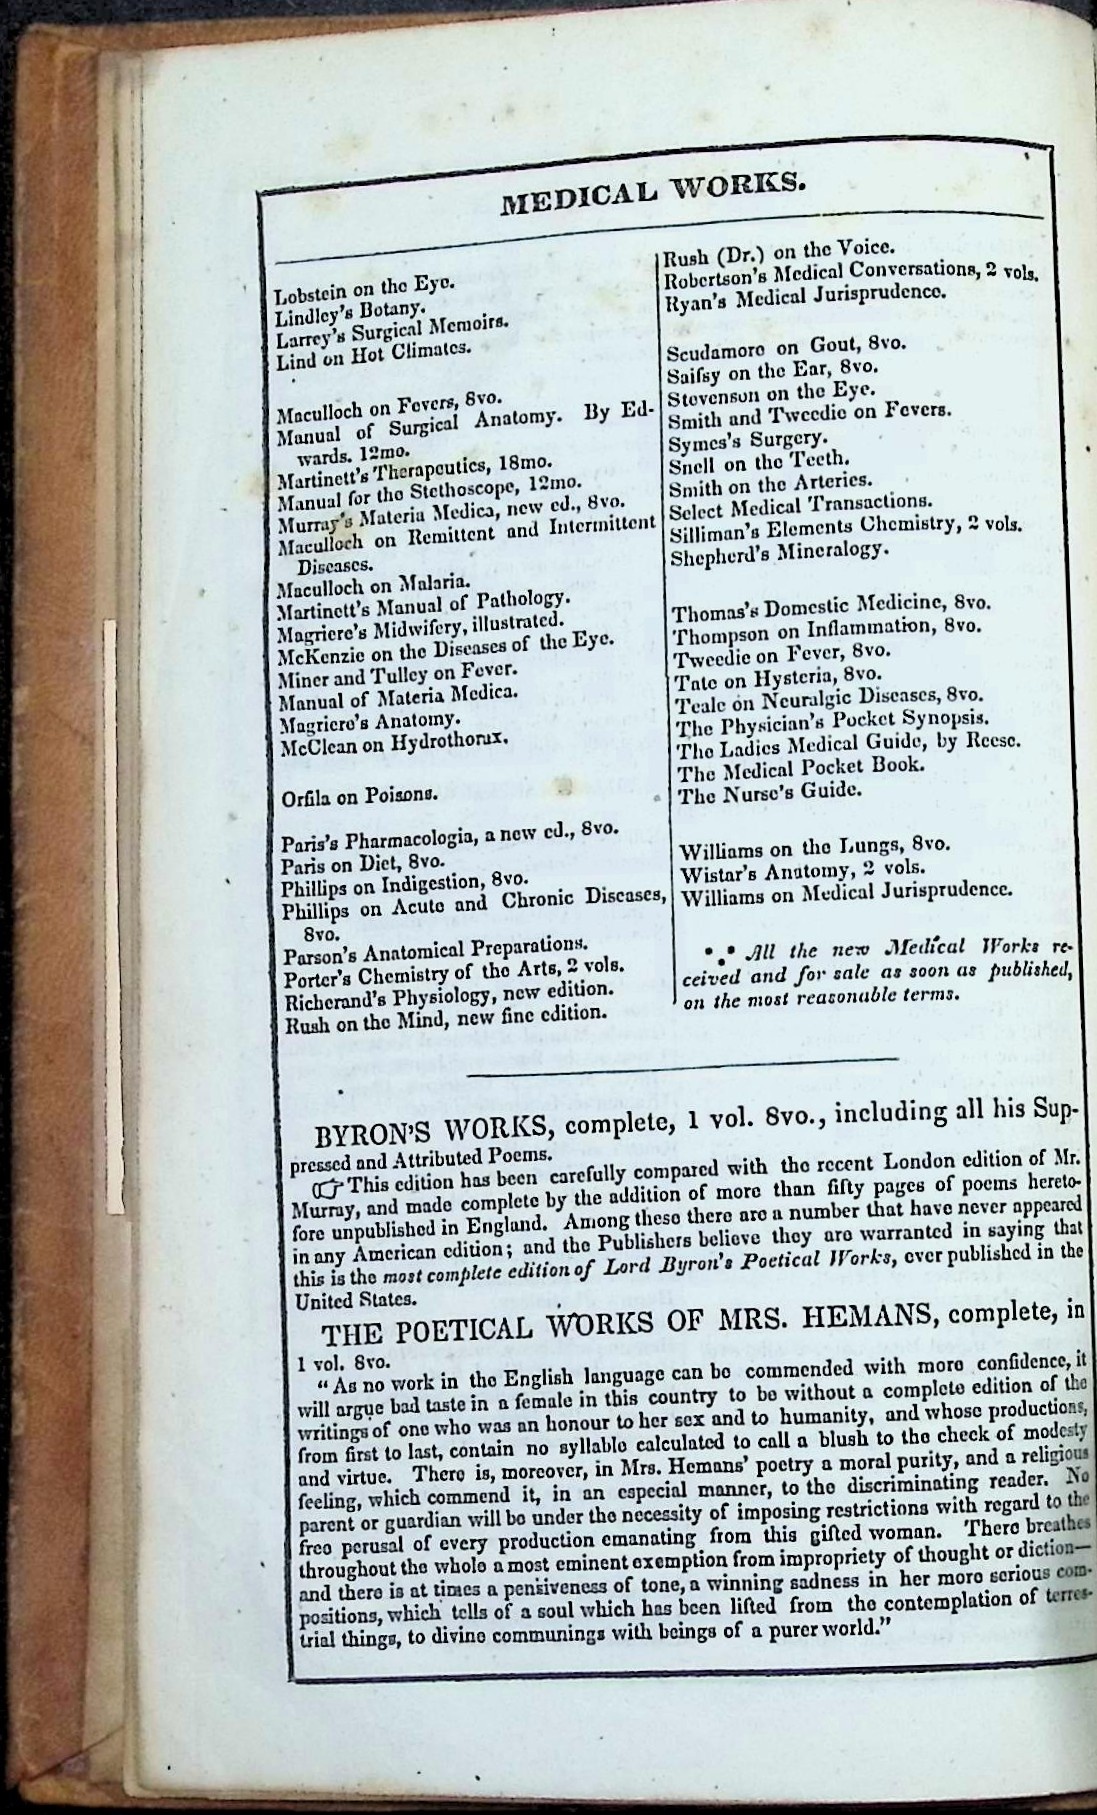 MEDICAL WORKS.
Lobstein on the Eye.
Lindley's Botany.
Larrey's Surgical Memoirs.
Lind on Hot Climates.
Maculloch on Fevers, 8vo.
Manual of Surgical Anatomy. By Ed-
wards. 12mo.
Martinett's Therapeutics, 18mo.
Manual for the Stethoscope, 12mo.
Murray's Materia Medica, new ed., 8vo.
Maculloch on Remittent and Intermittent
Diseases.
Maculloch on Malaria.
Martinett's Manual of Pathology.
Magriere's Midwifery, illustrated.
McKenzie on the Diseases of the Eye.
Miner and Tulley on Fever.
Manual of Materia Medica.
Magriere's Anatomy.
McClean on Hydrothorax.
Orfila on Poisons.
Paris's Pharmacologia, a new ed., 8vo.
Paris on Diet, 8vo.
Phillips on Indigestion, 8vo.
Phillips on Acute and Chronic Diseases,
8vo.
Parson's Anatomical Preparations.
Porter's Chemistry of the Arts, 2 vols.
Richerand's Physiology, new edition.
Rush on the Mind, new fine edition.
Rush (Dr.) on the Voice.
Robertson's Medical Conversations, 2 vols.
Ryan's Medical Jurisprudence.
Scudamore on Gout, 8vo.
Saifsy on the Ear, 8vo.
Stevenson on the Eye.
Smith and Tweedie on Fevers.
Symes's Surgery.
Snell on the Teeth.
Smith on the Arteries.
Select Medical Transactions.
Silliman's Elements Chemistry, 2 vols.
Shepherd's Mineralogy.
Thomas's Domestic Medicine, 8vo.
Thompson on Inflammation, 8vo.
Tweedie on Fever, 8vo.
Tate on Hysteria, 8vo.
Teale on Neuralgic Diseases, 8vo.
The Physician's Pocket Synopsis.
The Ladies Medical Guide, by Reese.
The Medical Pocket Book.
The Nurse's Guide.
Williams on the Lungs, 8vo.
Wistar's Anatomy, 2 vols.
Williams on Medical Jurisprudence.
*.* All the new Medical Works re-
ceived and for sale as soon as published,
on the most reasonable terms.
BYRON'S WORKS, complete, 1 vol. 8vo., including all his Sup-
pressed and Attributed Poems.
☞ This edition has been carefully compared with the recent London edition of Mr.
Murray, and made complete by the addition of more than fifty pages of poems hereto-
fore unpublished in England. Among these there are a number that have never appeared
in any American edition; and the Publishers believe they are warranted in saying that
this is the most complete edition of Lord Byron's Poetical Works, ever published in the
United States.
THE POETICAL WORKS OF MRS. HEMANS, complete, in
1 vol. 8vo.
"As no work in the English language can be commended with more confidence, it
will argue bad taste in a female in this country to be without a complete edition of the
writings of one who was an honour to her sex and to humanity, and whose productions,
from first to last, contain no syllable calculated to call a blush to the cheek of modesty
and virtue. There is, moreover, in Mrs. Hemans' poetry a moral purity, and a religious
feeling, which commend it, in an especial manner, to the discriminating reader. No
parent or guardian will be under the necessity of imposing restrictions with regard to the
free perusal of every production emanating from this gifted woman. There breathes
throughout the whole a most eminent exemption from impropriety of thought or diction—
and there is at times a pensiveness of tone, a winning sadness in her more serious com-
positions, which tells of a soul which has been lifted from the contemplation of terres-
trial things, to divine communings with beings of a purer world."